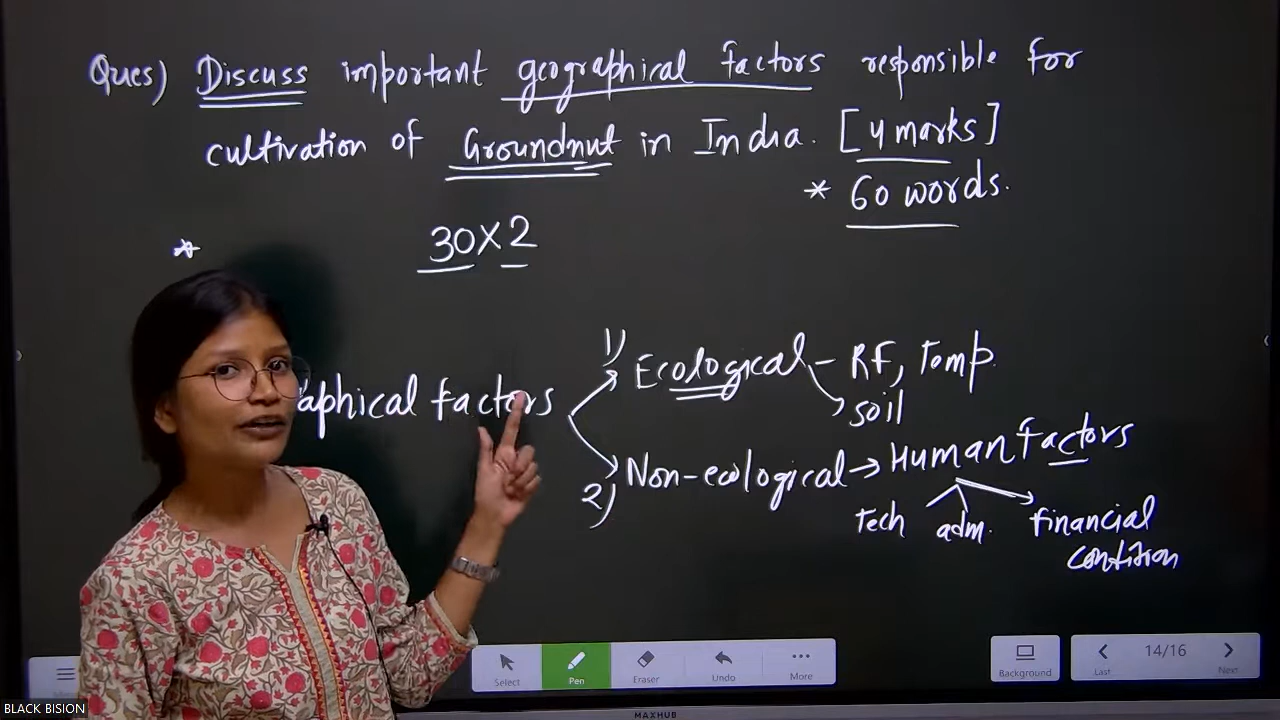 Ques) Discuss important geographical factors responsible for
cultivation of Groundnut in India. [4 marks]
* 60 words.
*
30 X 2
aphical factors
1) Ecological - RF, Temp.
soil
2) Non-ecological → Human factors
Tech adm. financial
condition
Select Pen Eraser Undo More
Background
Last 14/16 Next
MAXHUB
BLACK BISION